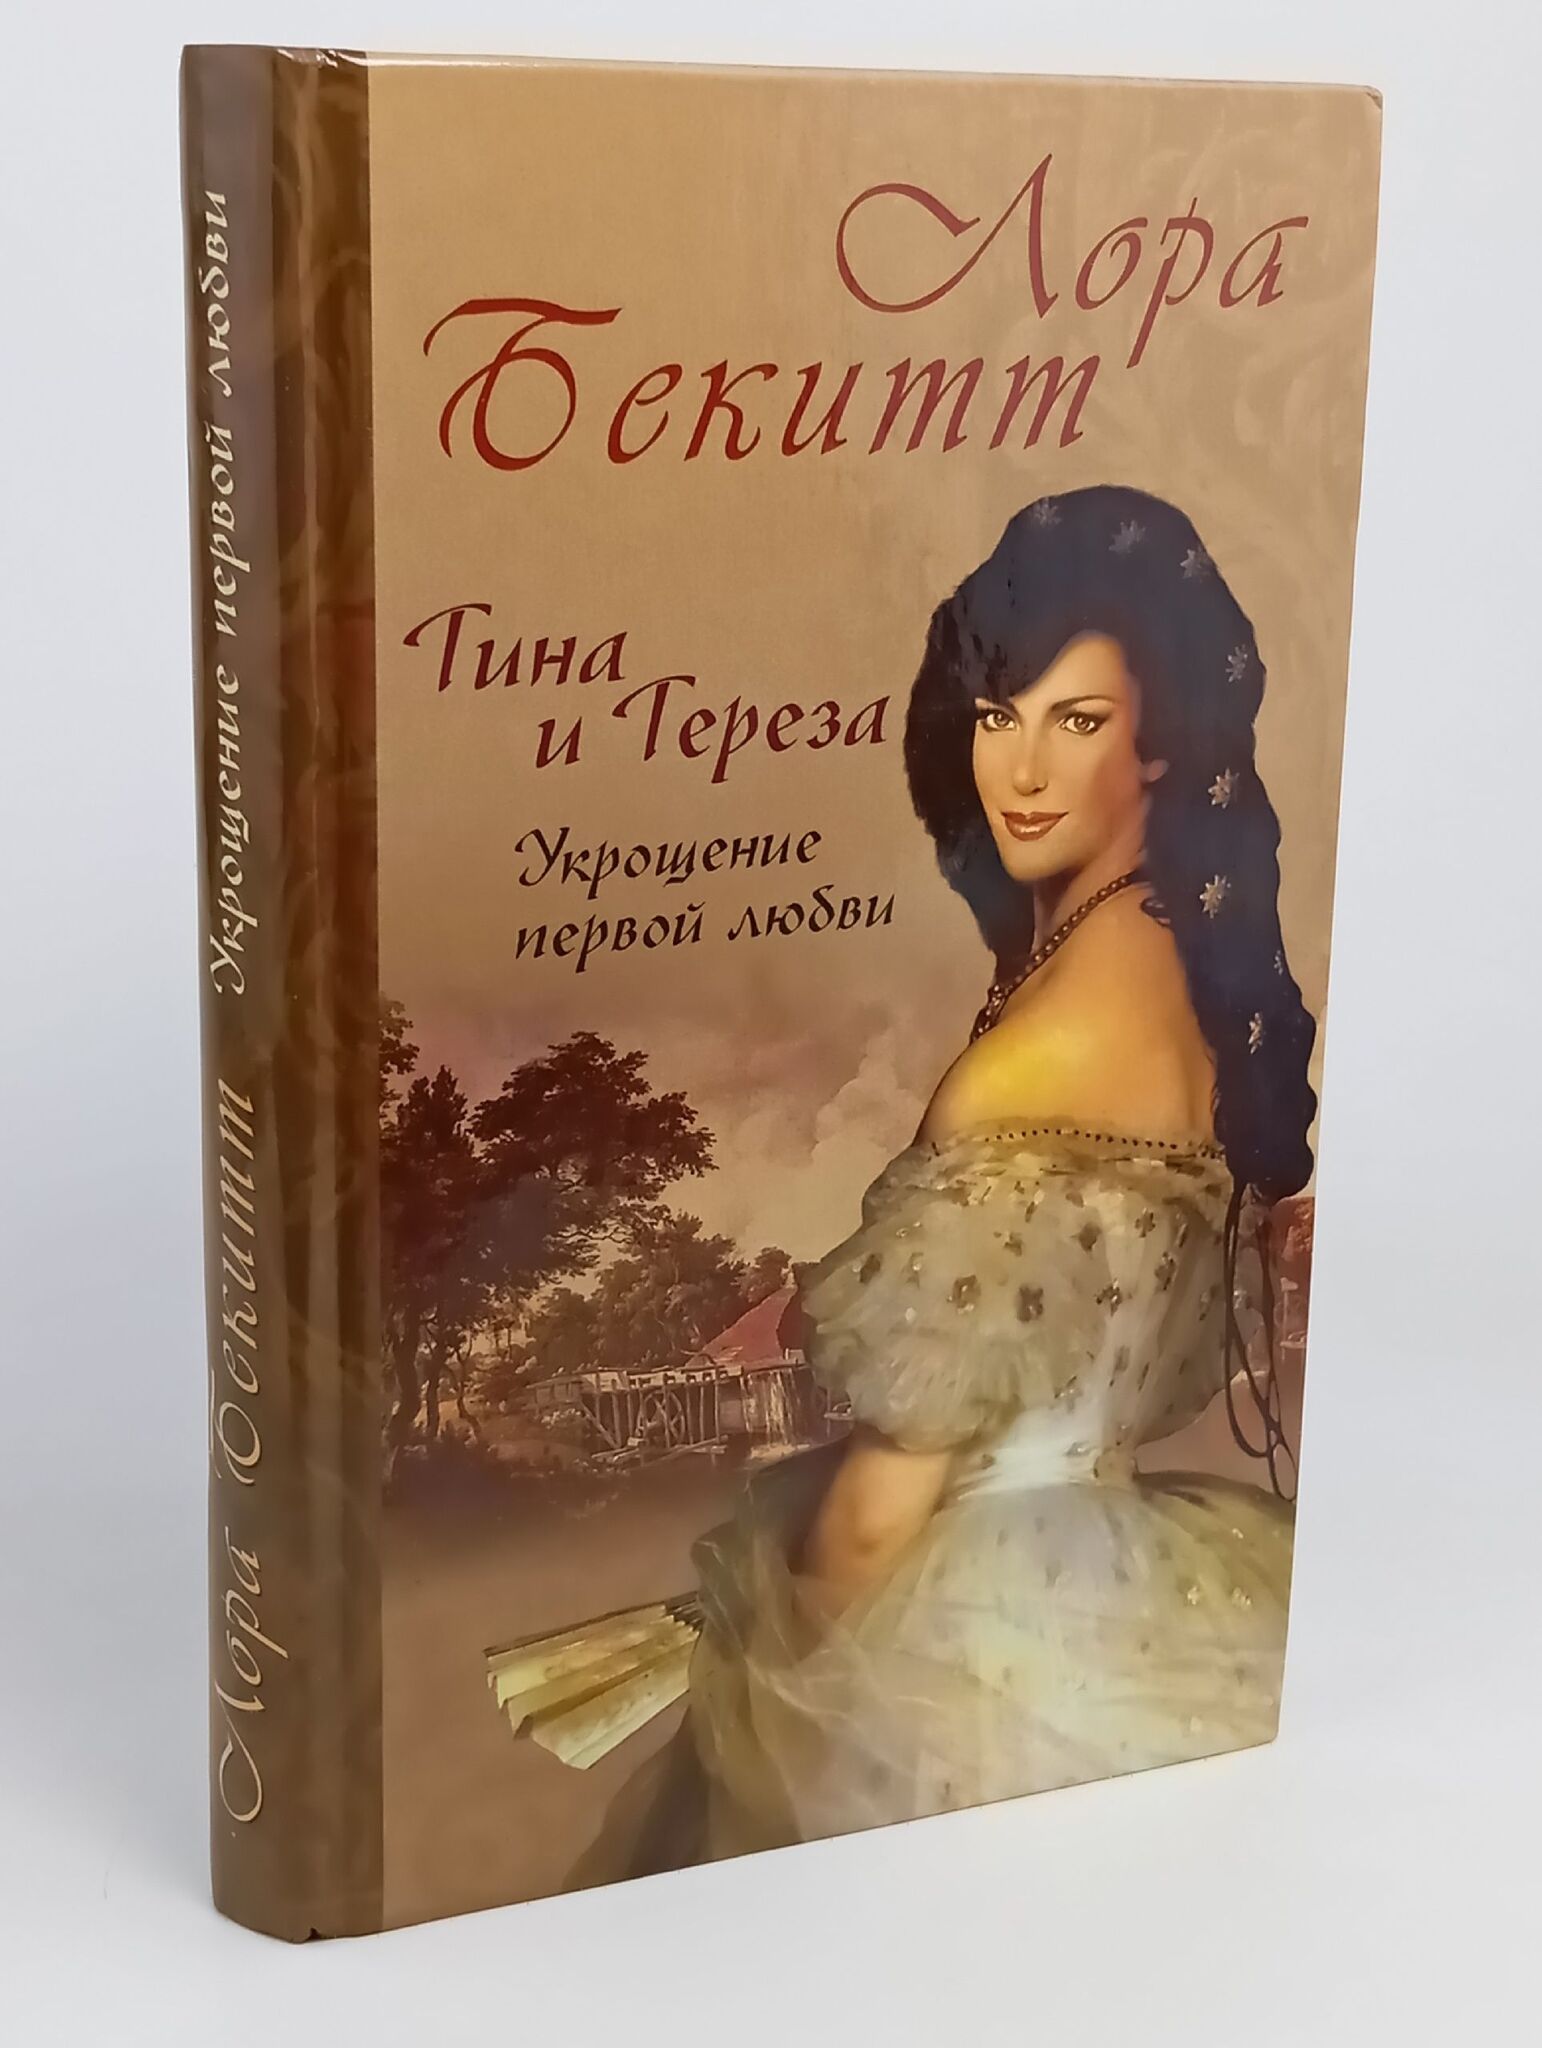 Лора
Бекитт
Тина
и Тереза
Укрощение
первой любви
Лора Бекитт Укрощение первой любви